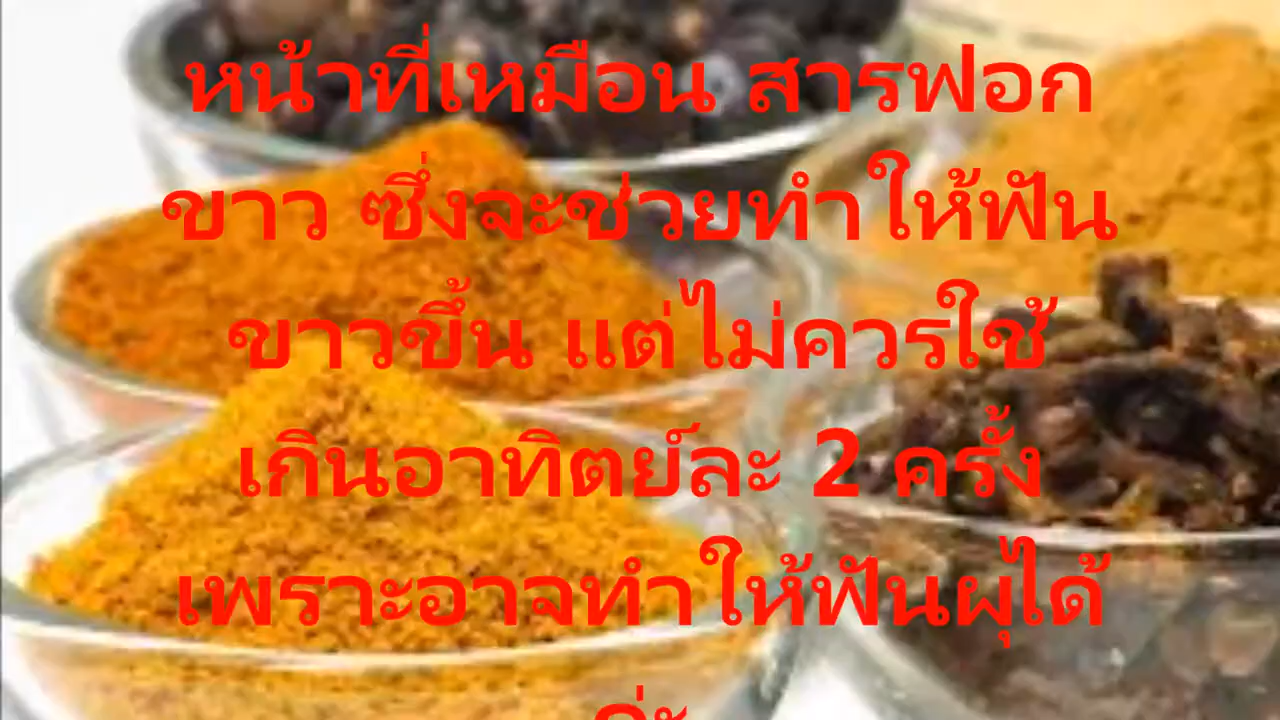 หน้าที่เหมือน สารฟอก
ขาว ซึ่งจะช่วยทำให้ฟัน
ขาวขึ้น แต่ไม่ควรใช้
เกินอาทิตย์ละ 2 ครั้ง
เพราะอาจทำให้ฟันผุได้